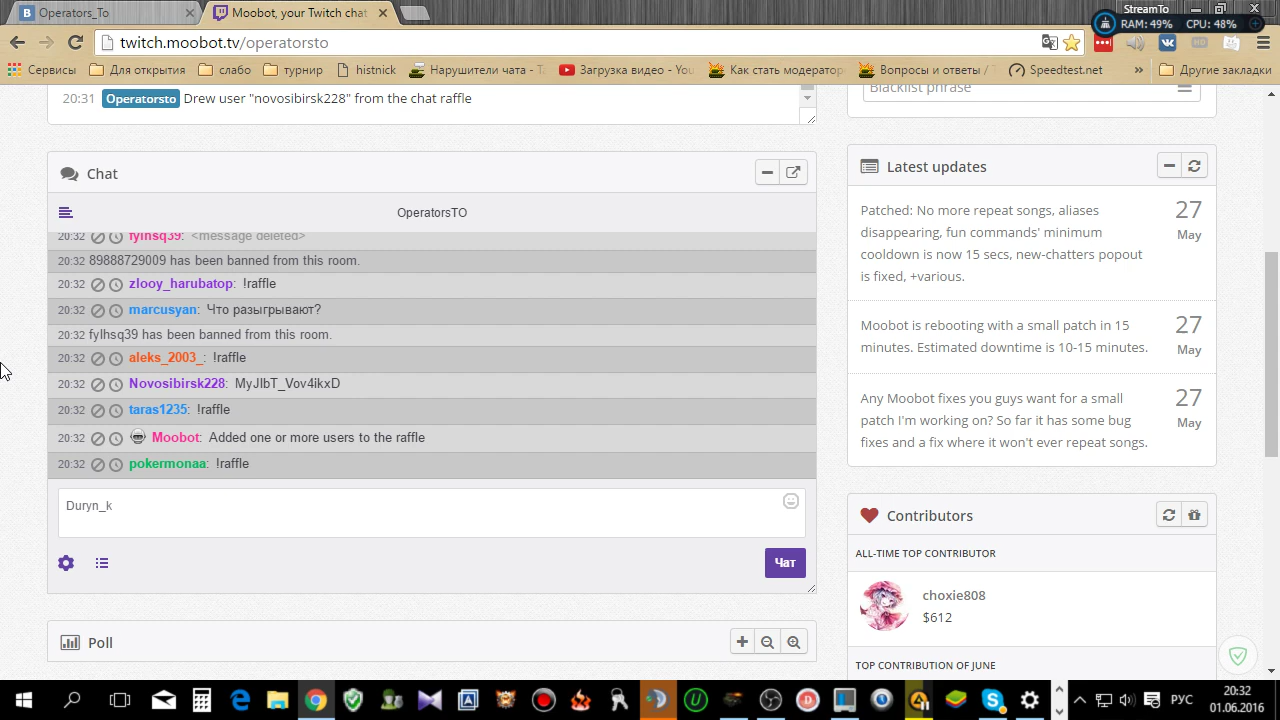 Operators_To
Moobot, your Twitch chat
StreamTo
RAM: 49% CPU: 48%
twitch.moobot.tv/operatorsto
Сервисы Для открытия слабо турнир histnick Нарушители чата - Загрузка видео - You Как стать модератор Вопросы и ответы / Speedtest.net » Другие закладки
20:31 Operatorsto Drew user "novosibirsk228" from the chat raffle
Blacklist phrase
Chat
OperatorsTO
20:32 fylhsq39: <message deleted>
20:32 89888729009 has been banned from this room.
20:32 zlooy_harubatop: !raffle
20:32 marcusyan: Что разыгрывают?
20:32 fylhsq39 has been banned from this room.
20:32 aleks_2003_: !raffle
20:32 Novosibirsk228: MyJIbT_Vov4ikxD
20:32 taras1235: !raffle
20:32 Moobot: Added one or more users to the raffle
20:32 pokermonaa: !raffle
Duryn_k
Чат
Poll
Latest updates
Patched: No more repeat songs, aliases
disappearing, fun commands' minimum
cooldown is now 15 secs, new-chatters popout
is fixed, +various.
27
May
Moobot is rebooting with a small patch in 15
minutes. Estimated downtime is 10-15 minutes.
27
May
Any Moobot fixes you guys want for a small
patch I'm working on? So far it has some bug
fixes and a fix where it won't ever repeat songs.
27
May
Contributors
ALL-TIME TOP CONTRIBUTOR
choxie808
$612
TOP CONTRIBUTION OF JUNE
РУС
20:32
01.06.2016